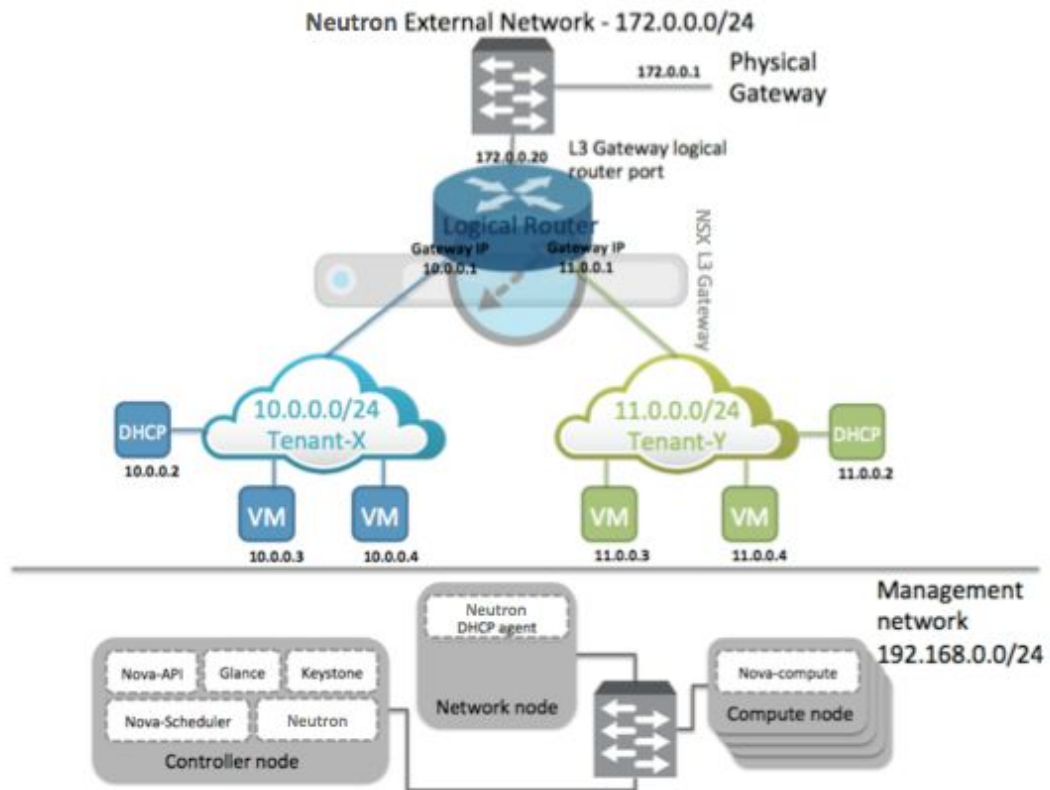 Neutron External Network - 172.0.0.0/24
172.0.0.1
Physical
Gateway
172.0.0.20
L3 Gateway logical
router port
Logical Router
Gateway IP
10.0.0.1
Gateway IP
11.0.0.1
NSX L3 Gateway
10.0.0.0/24
Tenant-X
11.0.0.0/24
Tenant-Y
DHCP
10.0.0.2
DHCP
11.0.0.2
VM
10.0.0.3
VM
10.0.0.4
VM
11.0.0.3
VM
11.0.0.4
Management
network
192.168.0.0/24
Neutron
DHCP agent
Network node
Nova-API
Glance
Keystone
Nova-Scheduler
Neutron
Controller node
Nova-compute
Compute node